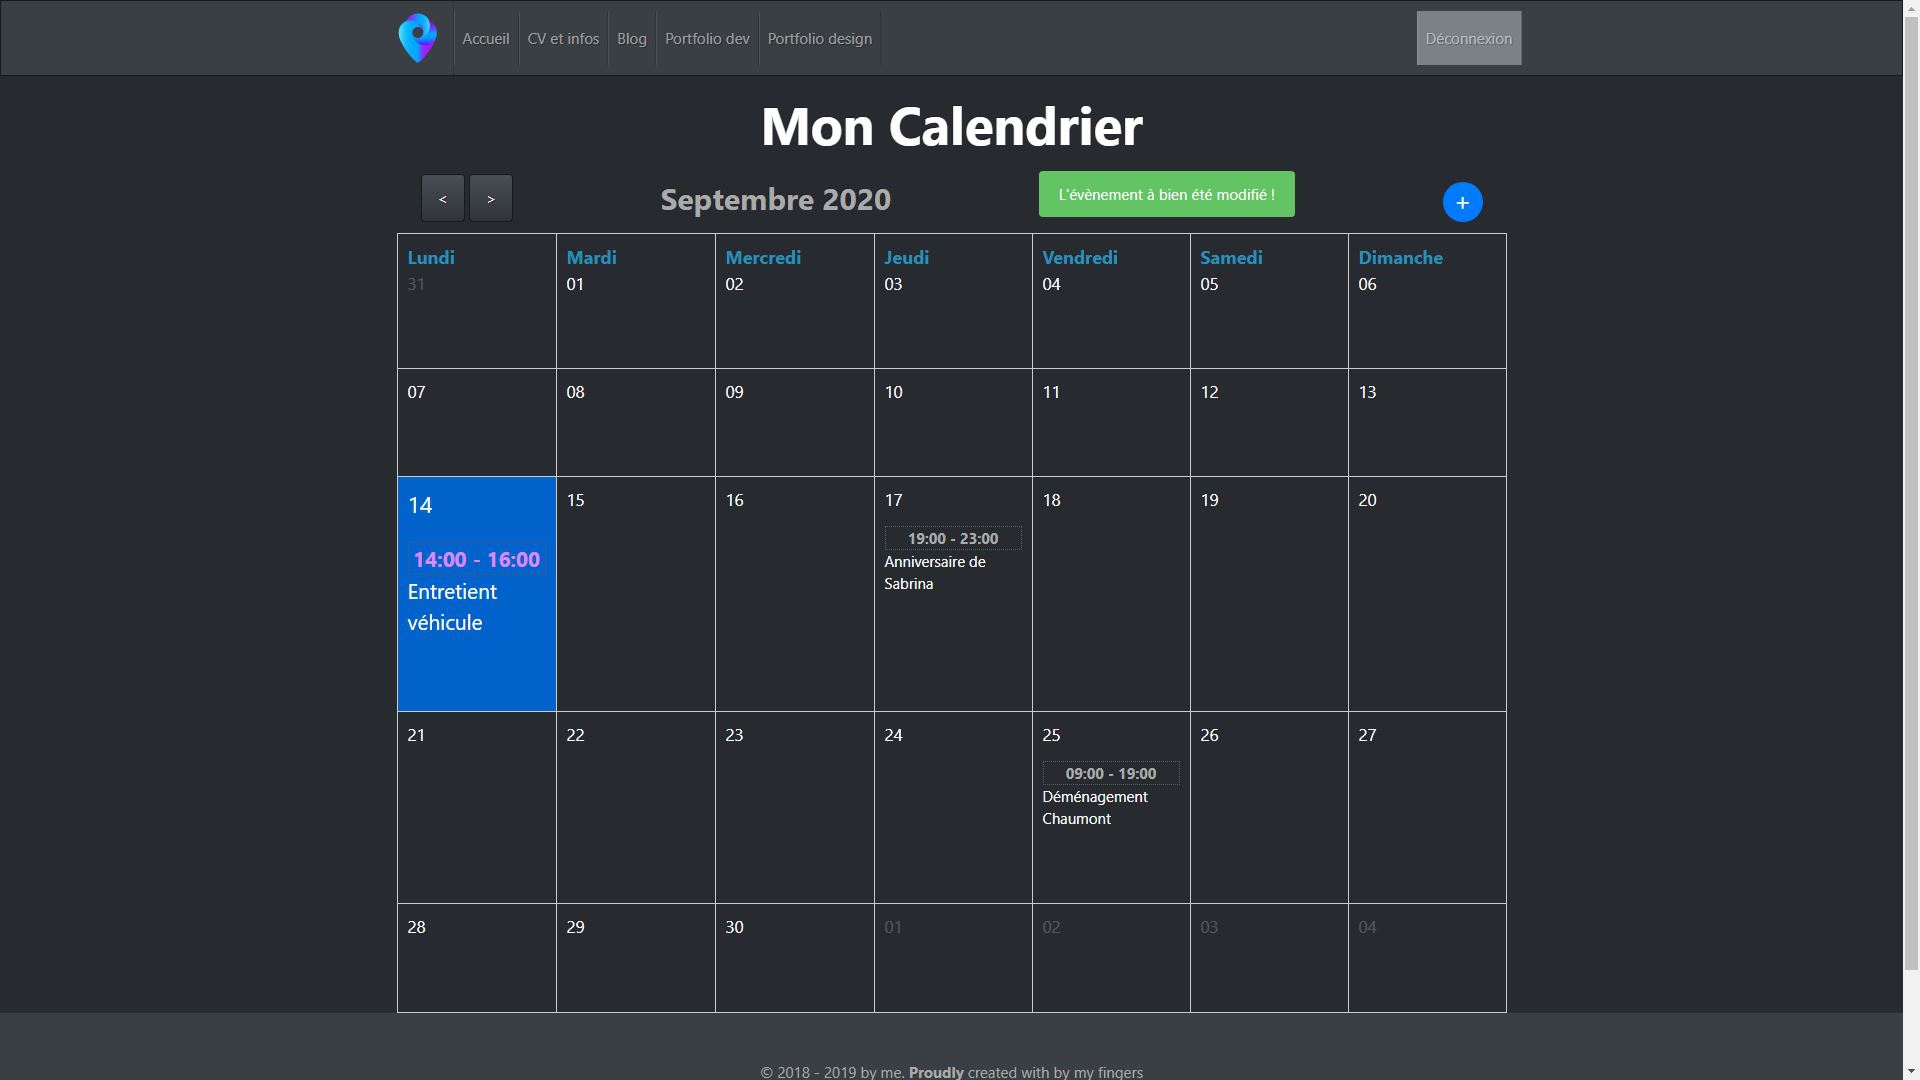 Accueil CV et infos Blog Portfolio dev Portfolio design Déconnexion
Mon Calendrier
< > Septembre 2020 L'évènement à bien été modifié ! +
Lundi Mardi Mercredi Jeudi Vendredi Samedi Dimanche
31 01 02 03 04 05 06
07 08 09 10 11 12 13
14 15 16 17 18 19 20
14:00 - 16:00
Entretient
véhicule
19:00 - 23:00
Anniversaire de
Sabrina
21 22 23 24 25 26 27
09:00 - 19:00
Déménagement
Chaumont
28 29 30 01 02 03 04
© 2018 - 2019 by me. Proudly created with by my fingers